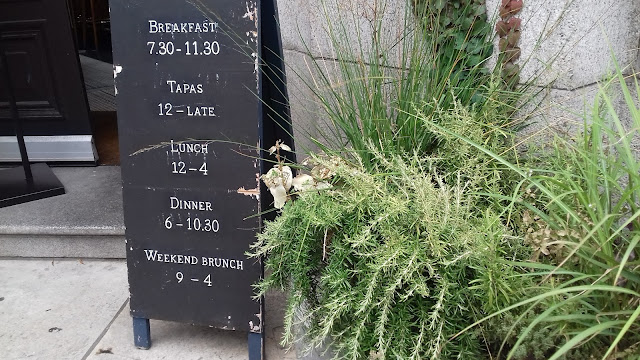 BREAKFAST
7.30 - 11.30
TAPAS
12 - LATE
LUNCH
12 - 4
DINNER
6 - 10.30
WEEKEND BRUNCH
9 - 4